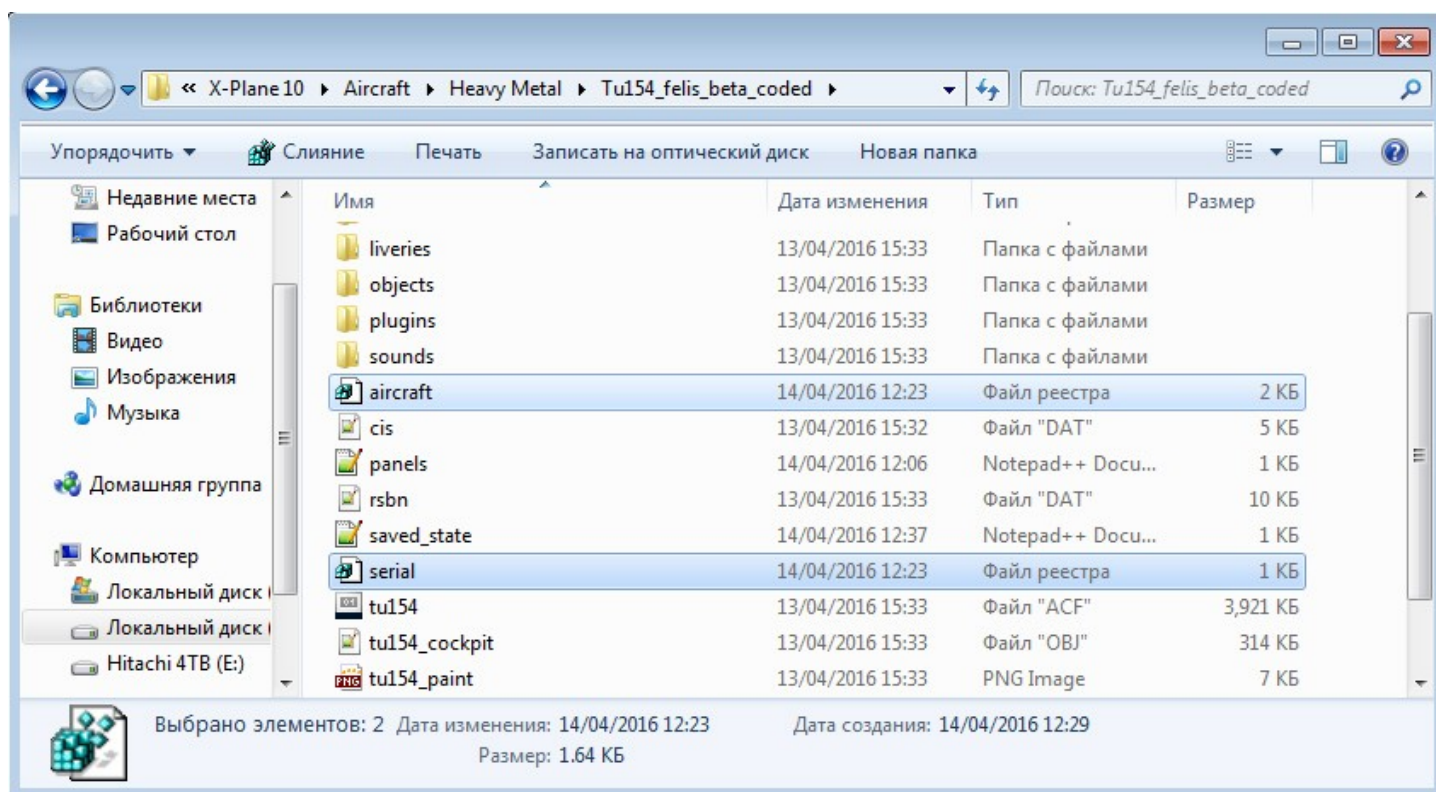 « X-Plane 10 ▸ Aircraft ▸ Heavy Metal ▸ Tu154_felis_beta_coded ▸ Поиск: Tu154_felis_beta_coded
Упорядочить ▼ Слияние Печать Записать на оптический диск Новая папка
Недавние места
Рабочий стол
Библиотеки
Видео
Изображения
Музыка
Домашняя группа
Компьютер
Локальный диск (
Локальный диск (
Hitachi 4TB (E:)
Имя Дата изменения Тип Размер
liveries 13/04/2016 15:33 Папка с файлами
objects 13/04/2016 15:33 Папка с файлами
plugins 13/04/2016 15:33 Папка с файлами
sounds 13/04/2016 15:33 Папка с файлами
aircraft 14/04/2016 12:23 Файл реестра 2 КБ
cis 13/04/2016 15:32 Файл "DAT" 5 КБ
panels 14/04/2016 12:06 Notepad++ Docu... 1 КБ
rsbn 13/04/2016 15:33 Файл "DAT" 10 КБ
saved_state 14/04/2016 12:37 Notepad++ Docu... 1 КБ
serial 14/04/2016 12:23 Файл реестра 1 КБ
tu154 13/04/2016 15:33 Файл "ACF" 3,921 КБ
tu154_cockpit 13/04/2016 15:33 Файл "OBJ" 314 КБ
tu154_paint 13/04/2016 15:33 PNG Image 7 КБ
Выбрано элементов: 2 Дата изменения: 14/04/2016 12:23 Дата создания: 14/04/2016 12:29
Размер: 1.64 КБ